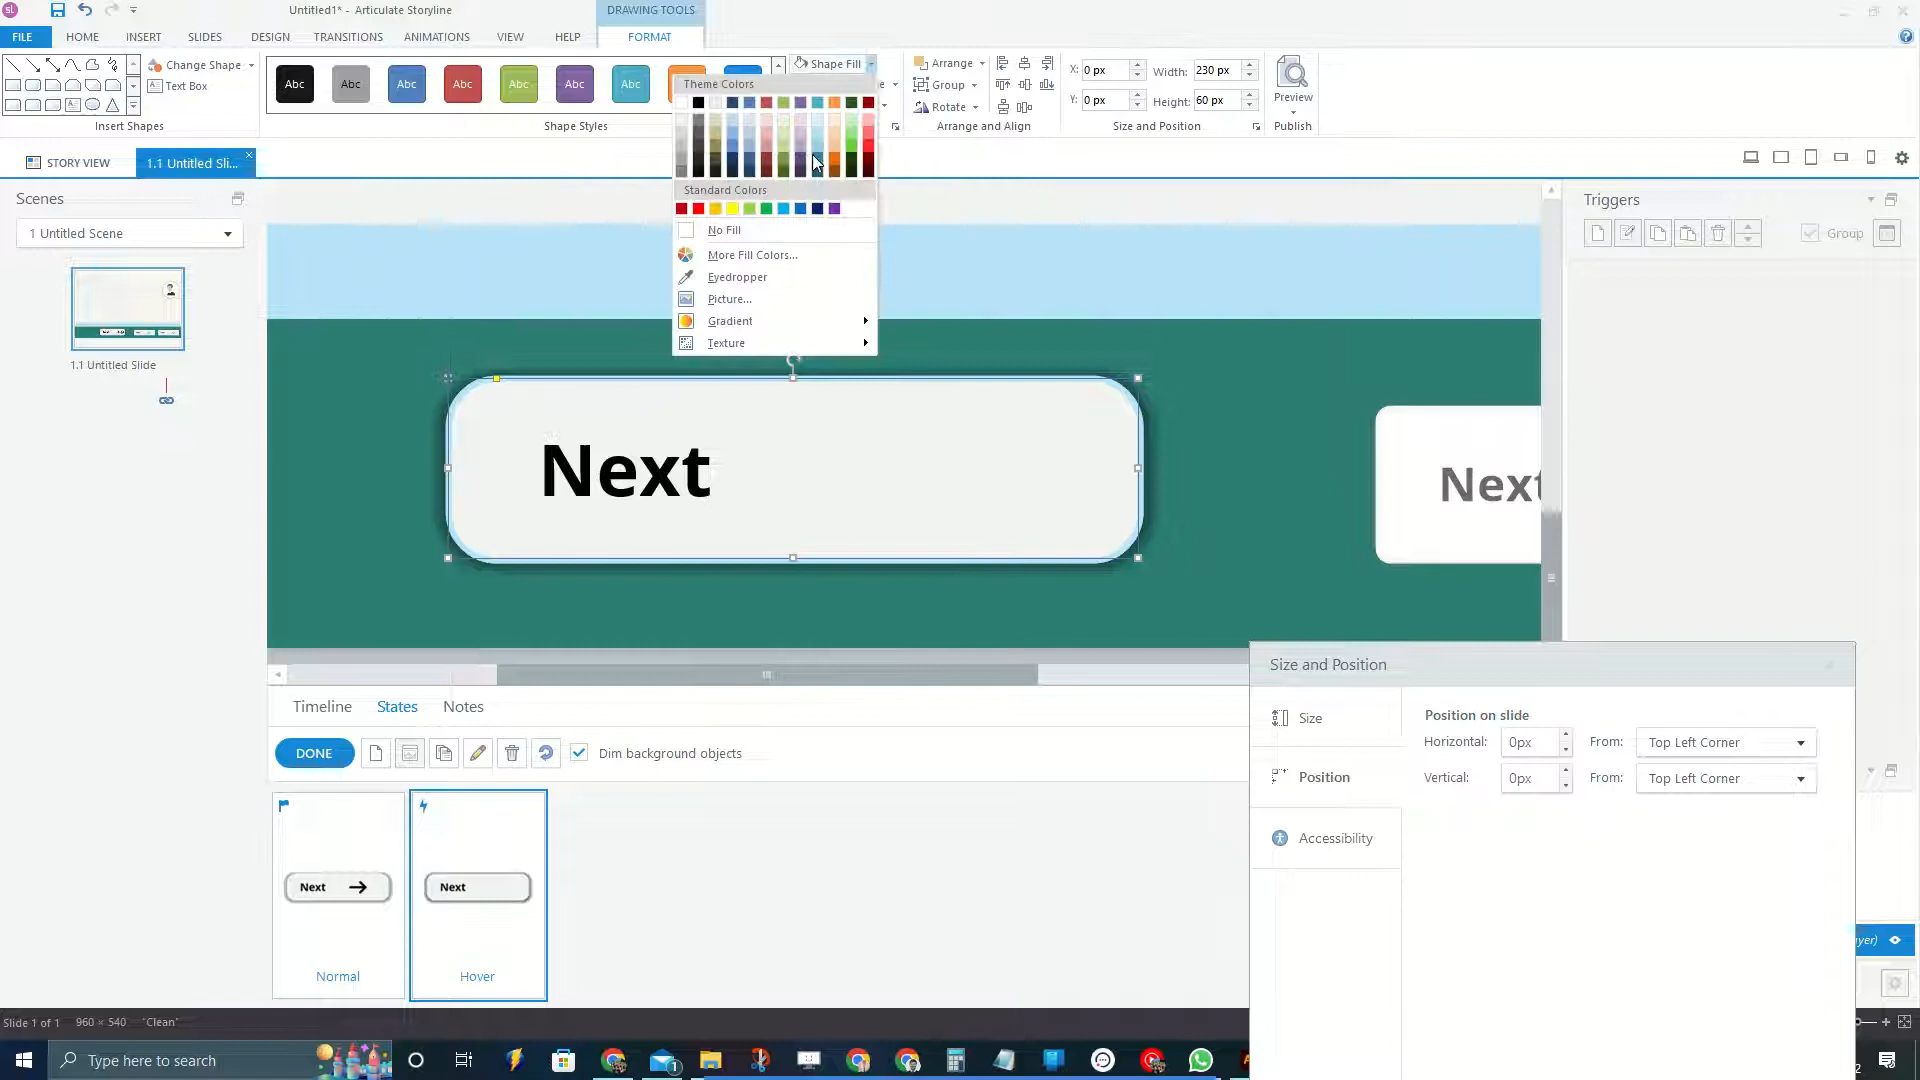 Untitled1* - Articulate Storyline
DRAWING TOOLS
FILE
HOME
INSERT
SLIDES
DESIGN
TRANSITIONS
ANIMATIONS
VIEW
HELP
FORMAT
Change Shape
Text Box
Insert Shapes
Abc
Abc
Abc
Abc
Abc
Abc
Abc
Shape Styles
Shape Fill
Arrange
Group
Rotate
Arrange and Align
X: 0 px
Y: 0 px
Width: 230 px
Height: 60 px
Size and Position
Preview
Publish
Theme Colors
Standard Colors
No Fill
More Fill Colors...
Eyedropper
Picture...
Gradient
Texture
STORY VIEW
1.1 Untitled Sli...
Scenes
1 Untitled Scene
1.1 Untitled Slide
Next
Next
Triggers
Group
Timeline
States
Notes
DONE
Dim background objects
Next
Normal
Next
Hover
Size and Position
Size
Position
Accessibility
Position on slide
Horizontal: 0px From: Top Left Corner
Vertical: 0px From: Top Left Corner
yer)
Slide 1 of 1
960 × 540
"Clean"
Type here to search